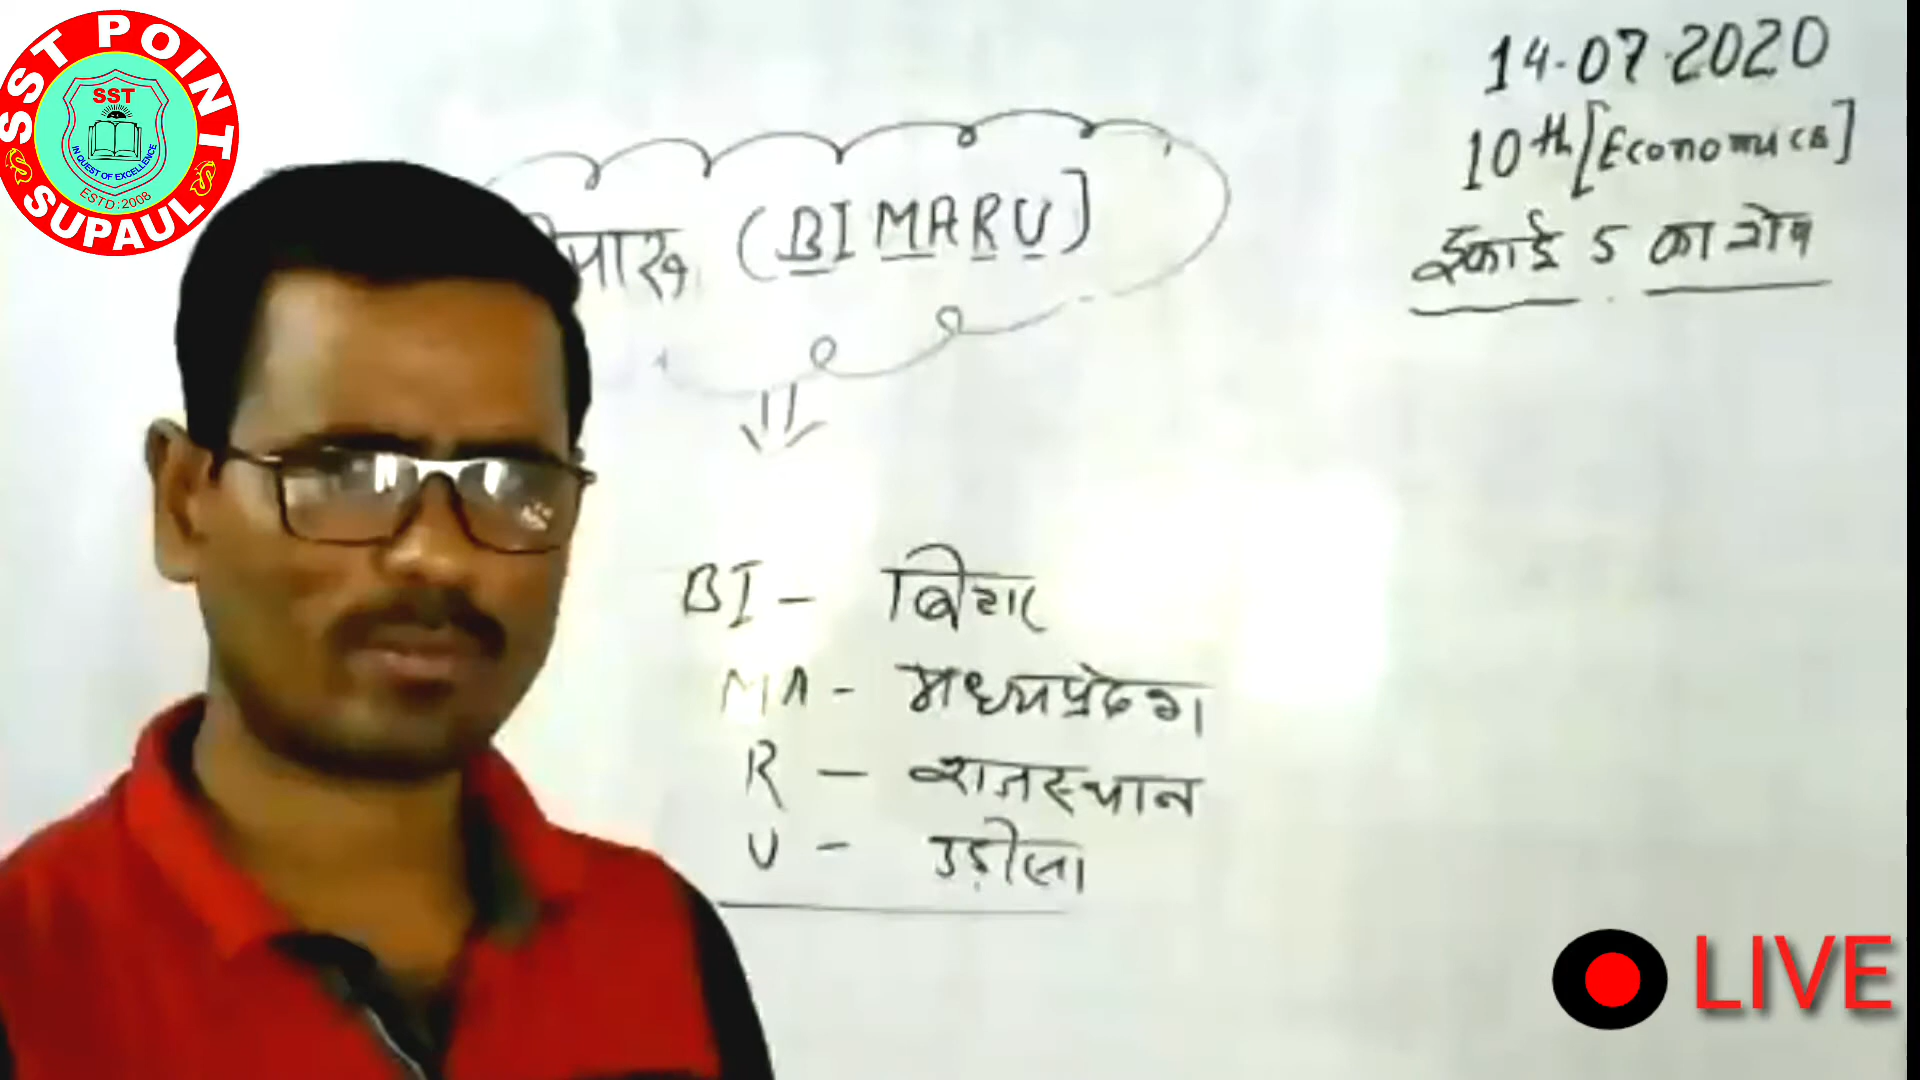 SST POINT
SST
IN QUEST OF EXCELLENCE
ESTD:2008
SUPAUL
14-07-2020
10th [Economics]
इकाई 5 का शेष
(BIMARU]
BI - बिहार
MA - मध्यप्रदेश
R - राजस्थान
U - उड़ीसा
LIVE